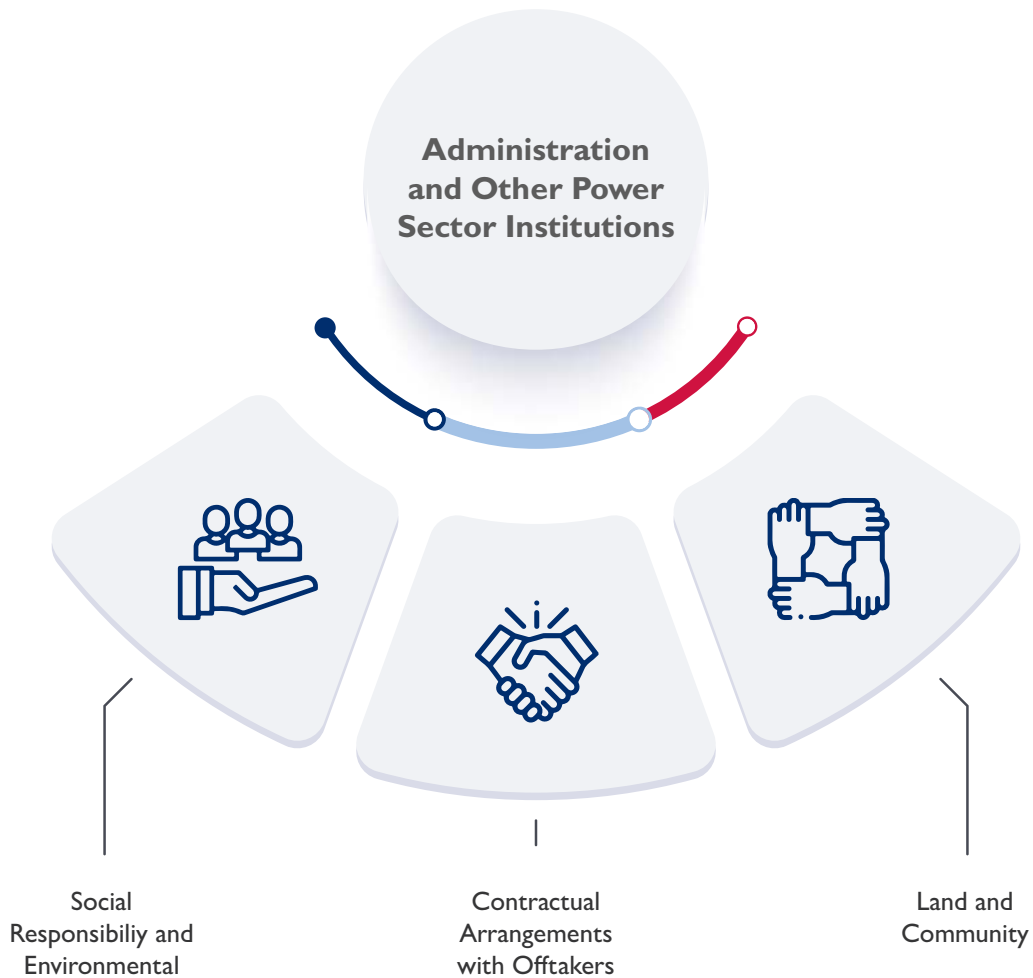 Administration
and Other Power
Sector Institutions
Social
Responsibiliy and
Environmental
Contractual
Arrangements
with Offtakers
Land and
Community